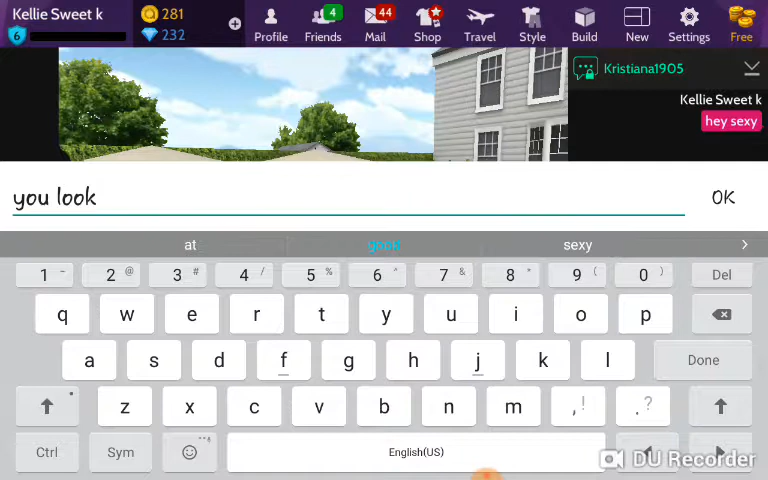 Kellie Sweet k
6
281
232
4
44
Profile
Friends
Mail
Shop
Travel
Style
Build
New
Settings
Free
Kristiana1905
Kellie Sweet k
hey sexy
you look
OK
at good sexy >
1 ~ 2 @ 3 # 4 / 5 % 6 ^ 7 & 8 * 9 ( 0 ) Del
q w e r t y u i o p
a s d f g h j k l Done
z x c v b n m , ! . ?
Ctrl Sym English(US)
DU Recorder